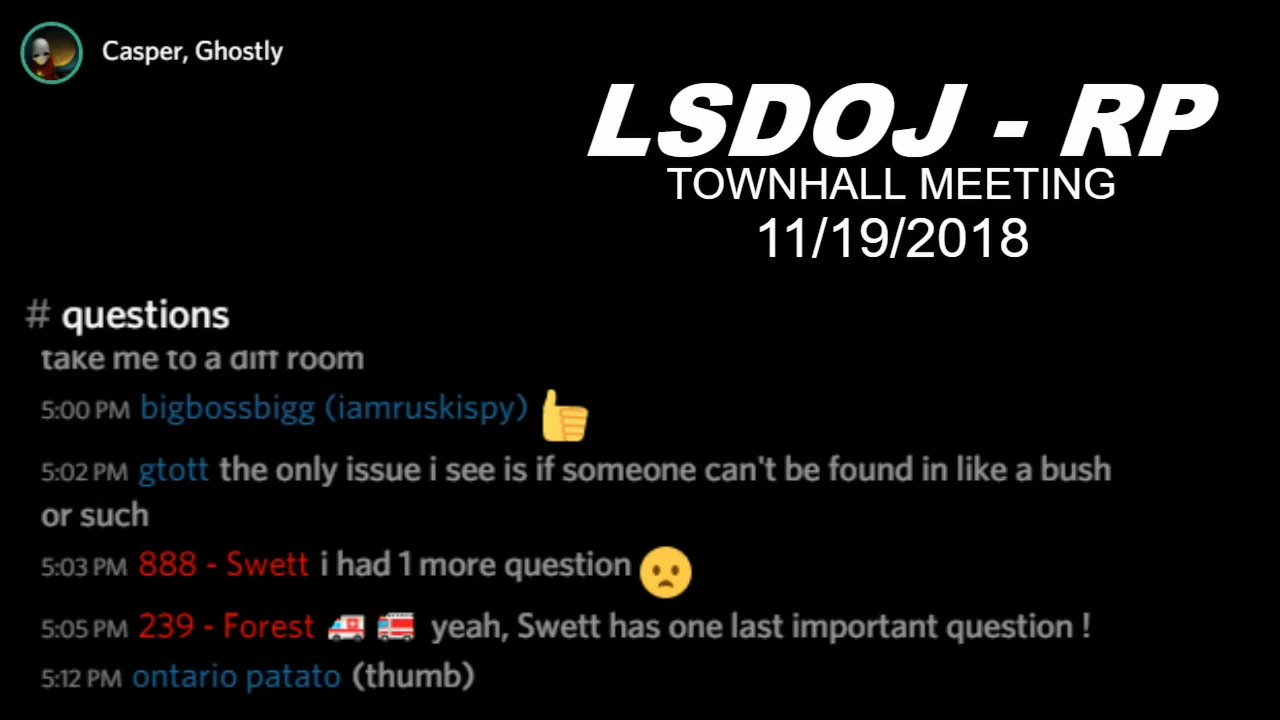 Casper, Ghostly
LSDOJ - RP
TOWNHALL MEETING
11/19/2018
# questions
take me to a diff room
5:00 PM bigbossbigg (iamruskispy) 👍
5:02 PM gtott the only issue i see is if someone can't be found in like a bush
or such
5:03 PM 888 - Swett i had 1 more question 🙁
5:05 PM 239 - Forest 🚑 🚒 yeah, Swett has one last important question !
5:12 PM ontario patato (thumb)